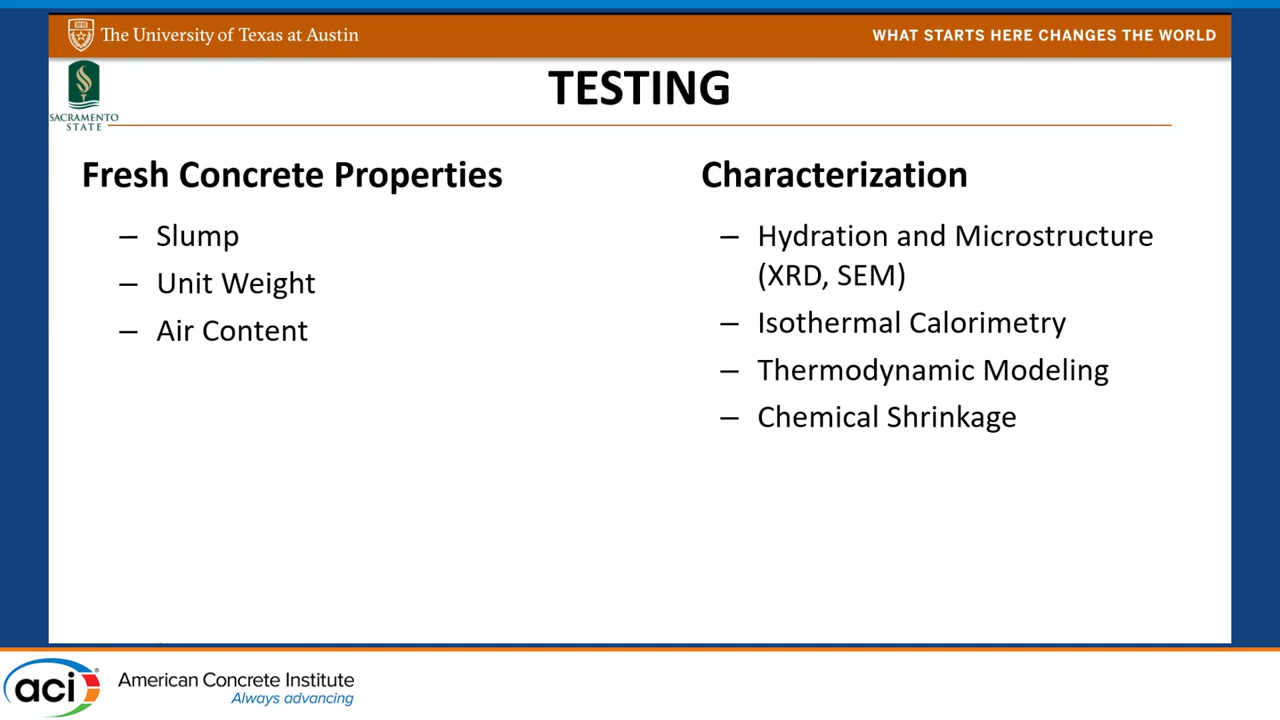 The University of Texas at Austin
WHAT STARTS HERE CHANGES THE WORLD
SACRAMENTO
STATE
TESTING
Fresh Concrete Properties
– Slump
– Unit Weight
– Air Content
Characterization
– Hydration and Microstructure
(XRD, SEM)
– Isothermal Calorimetry
– Thermodynamic Modeling
– Chemical Shrinkage
aci®
American Concrete Institute
Always advancing